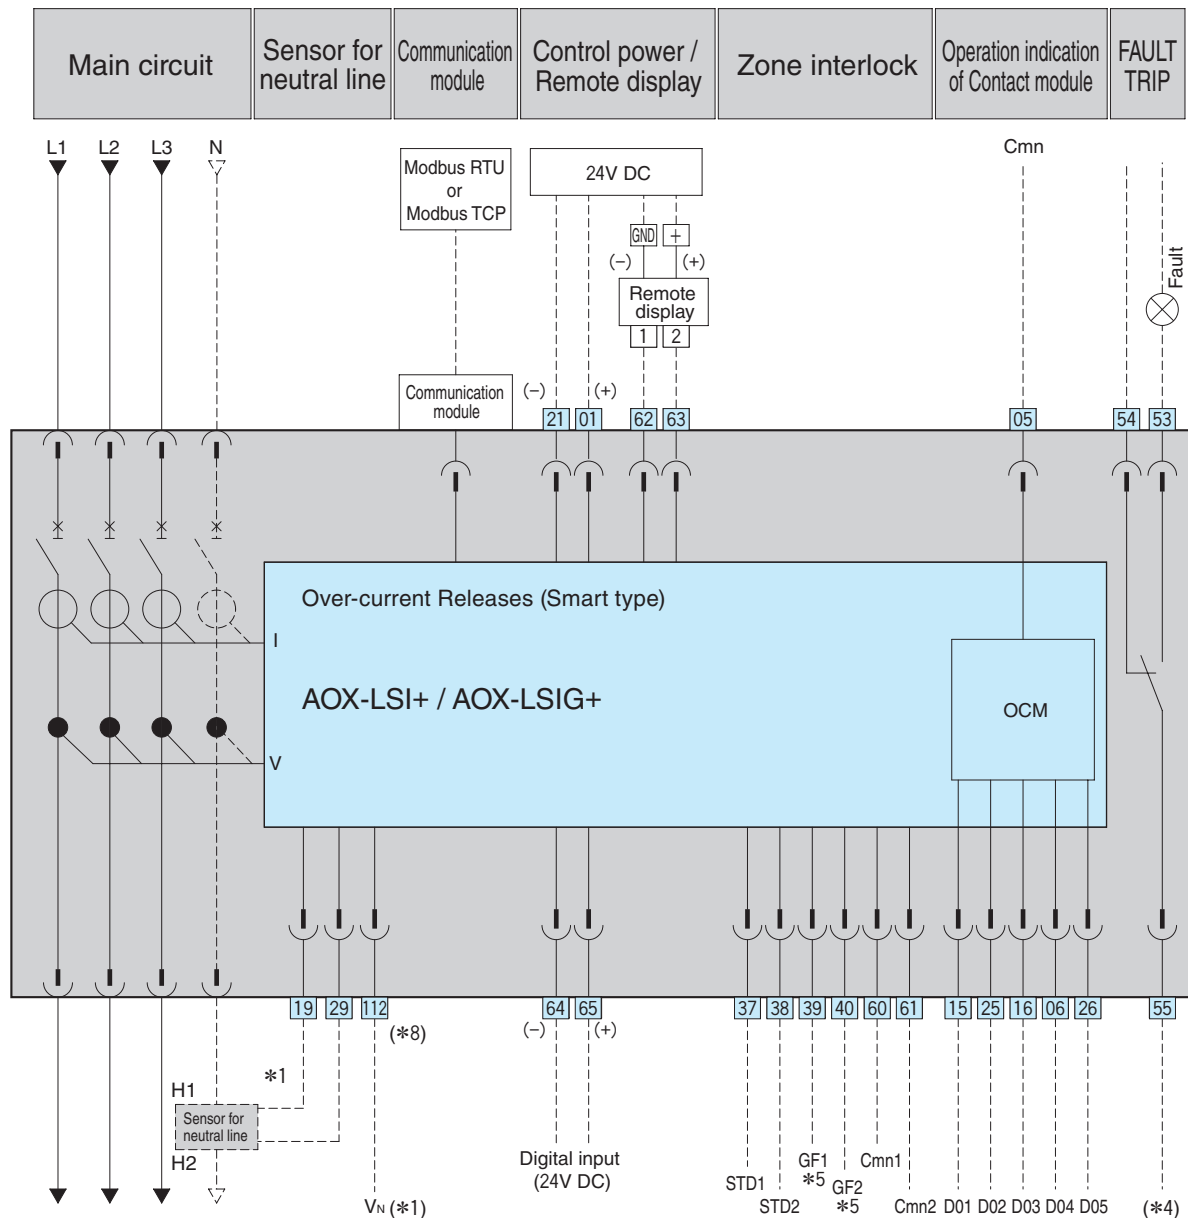 Main circuit
Sensor for
neutral line
Communication
module
Control power /
Remote display
Zone interlock
Operation indication
of Contact module
FAULT
TRIP
L1 L2 L3 N
Modbus RTU
or
Modbus TCP
24V DC
Cmn
GND +
(−) (+)
Remote
display
1 2
Fault
Communication
module
(−) (+)
21 01 62 63 05 54 53
Over-current Releases (Smart type)
I
AOX-LSI+ / AOX-LSIG+
OCM
V
19 29 112 64 65 37 38 39 40 60 61 15 25 16 06 26 55
(*8) (−) (+)
*1
H1
Sensor for
neutral line
H2
VN (*1)
Digital input
(24V DC)
STD1
STD2
GF1
*5
GF2
*5
Cmn1
Cmn2 D01 D02 D03 D04 D05 (*4)